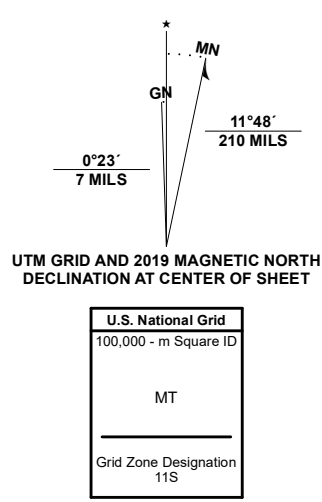 ★
MN
GN
11°48´
210 MILS
0°23´
7 MILS
UTM GRID AND 2019 MAGNETIC NORTH
DECLINATION AT CENTER OF SHEET
U.S. National Grid
100,000 - m Square ID
MT
Grid Zone Designation
11S